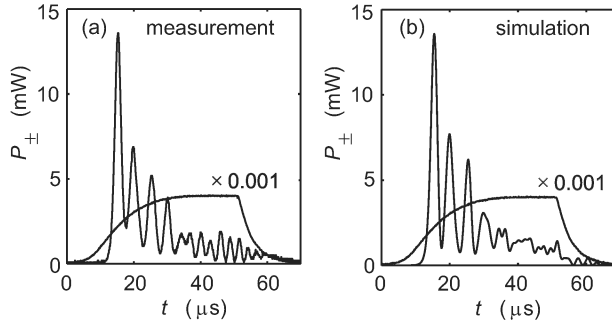 (a) measurement
15
10
5
0
P± (mW)
× 0.001
0 20 40 60
t (μs)
(b) simulation
15
10
5
0
P± (mW)
× 0.001
0 20 40 60
t (μs)